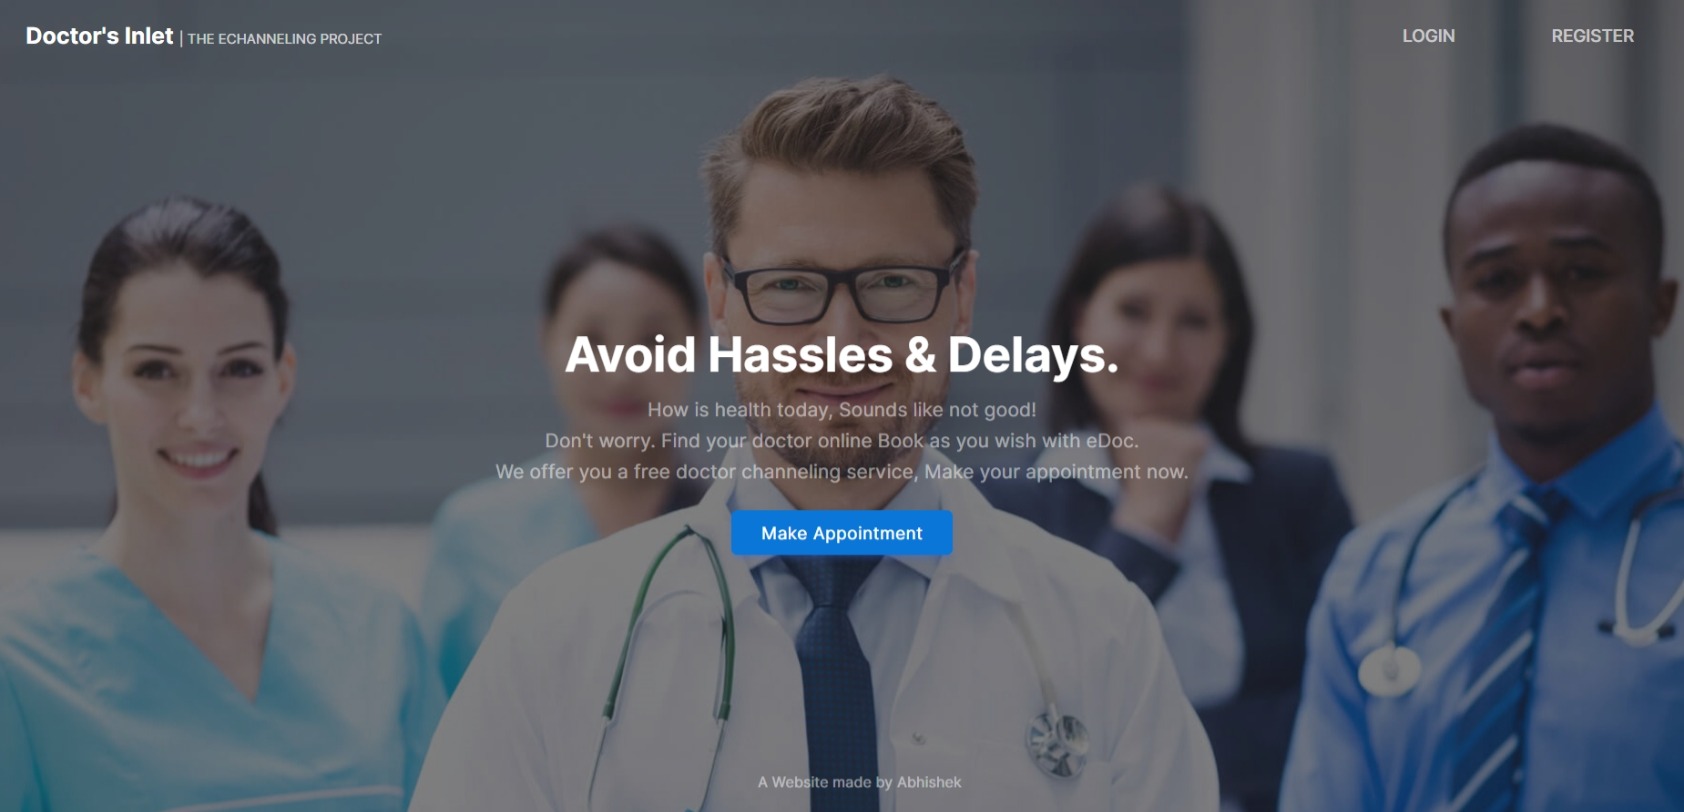 Doctor's Inlet | THE ECHANNELING PROJECT
LOGIN
REGISTER
Avoid Hassles & Delays.
How is health today, Sounds like not good!
Don't worry. Find your doctor online Book as you wish with eDoc.
We offer you a free doctor channeling service, Make your appointment now.
Make Appointment
A Website made by Abhishek